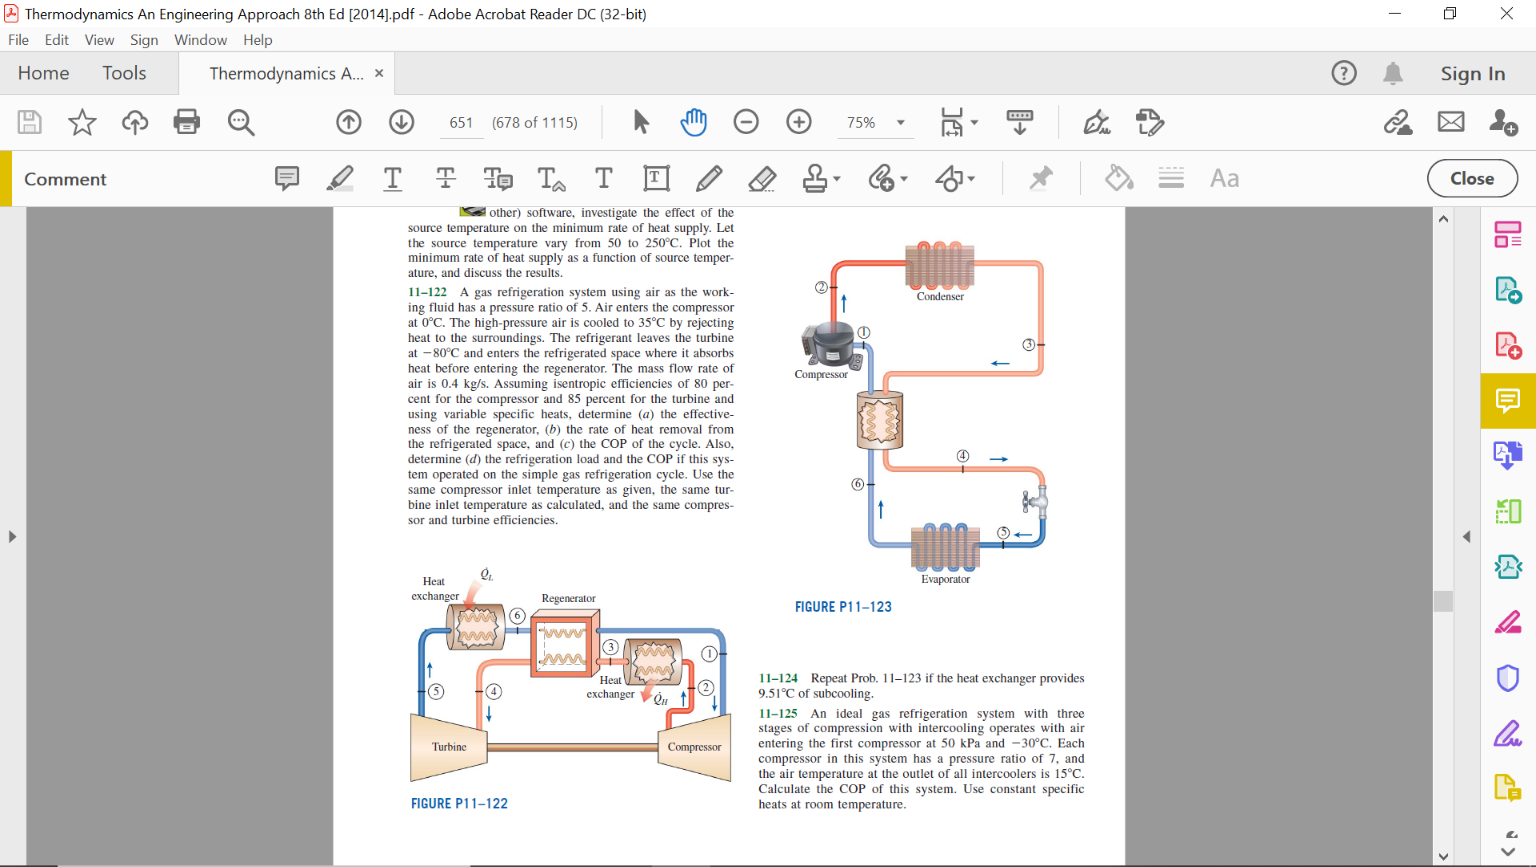 Thermodynamics An Engineering Approach 8th Ed [2014].pdf - Adobe Acrobat Reader DC (32-bit)
File Edit View Sign Window Help
Home Tools Thermodynamics A... × Sign In
651 (678 of 1115) 75%
Comment
Close
other) software, investigate the effect of the
source temperature on the minimum rate of heat supply. Let
the source temperature vary from 50 to 250°C. Plot the
minimum rate of heat supply as a function of source temper-
ature, and discuss the results.
11–122 A gas refrigeration system using air as the work-
ing fluid has a pressure ratio of 5. Air enters the compressor
at 0°C. The high-pressure air is cooled to 35°C by rejecting
heat to the surroundings. The refrigerant leaves the turbine
at −80°C and enters the refrigerated space where it absorbs
heat before entering the regenerator. The mass flow rate of
air is 0.4 kg/s. Assuming isentropic efficiencies of 80 per-
cent for the compressor and 85 percent for the turbine and
using variable specific heats, determine (a) the effective-
ness of the regenerator, (b) the rate of heat removal from
the refrigerated space, and (c) the COP of the cycle. Also,
determine (d) the refrigeration load and the COP if this sys-
tem operated on the simple gas refrigeration cycle. Use the
same compressor inlet temperature as given, the same tur-
bine inlet temperature as calculated, and the same compres-
sor and turbine efficiencies.
Heat
exchanger
Q̇L
Regenerator
6
3
1
Heat
exchanger
Q̇H
2
5
4
Turbine
Compressor
FIGURE P11–122
Condenser
2
1
3
Compressor
4
6
5
Evaporator
FIGURE P11–123
11–124 Repeat Prob. 11–123 if the heat exchanger provides
9.51°C of subcooling.
11–125 An ideal gas refrigeration system with three
stages of compression with intercooling operates with air
entering the first compressor at 50 kPa and −30°C. Each
compressor in this system has a pressure ratio of 7, and
the air temperature at the outlet of all intercoolers is 15°C.
Calculate the COP of this system. Use constant specific
heats at room temperature.